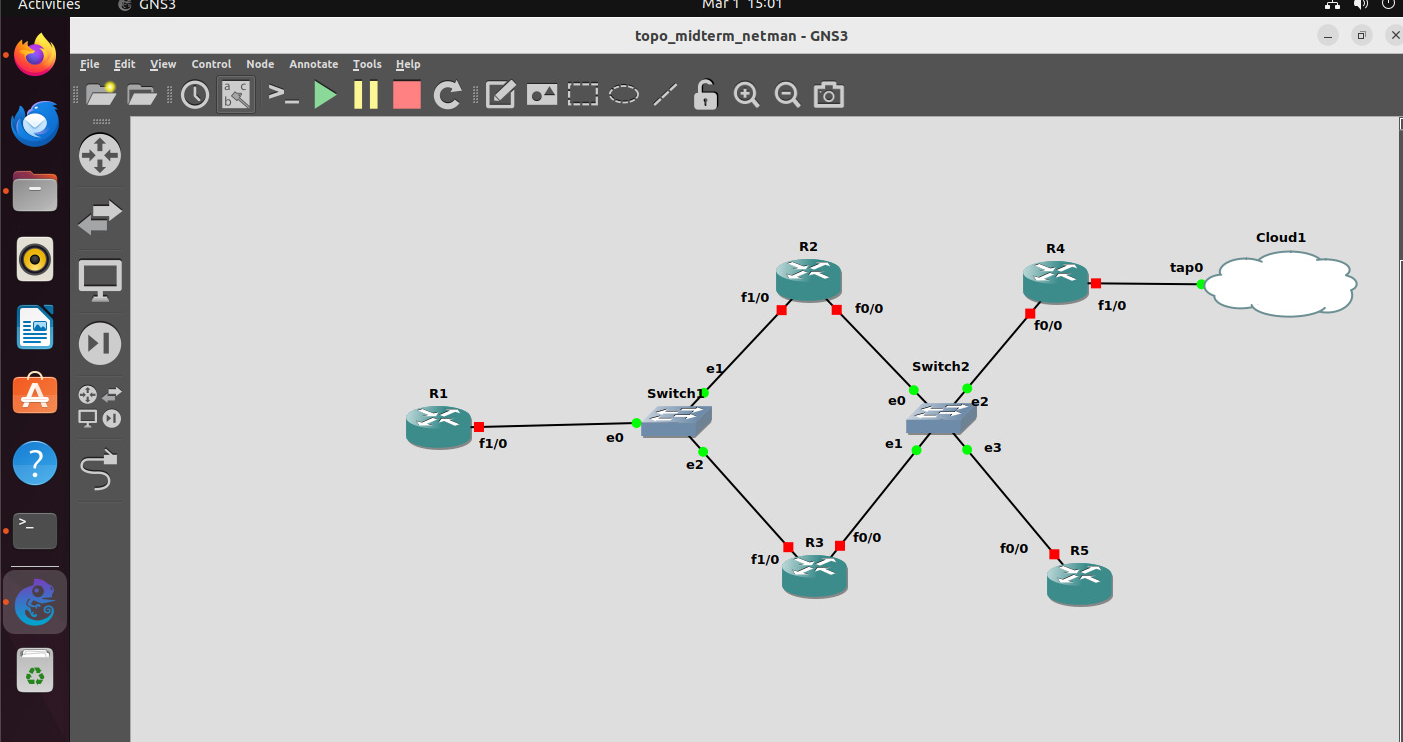 Activities GNS3 Mar 1 15:01
topo_midterm_netman - GNS3
File Edit View Control Node Annotate Tools Help
a c
b
>_
Cloud1
R2 R4
tap0
f1/0 f0/0 f1/0
f0/0
e1 Switch2
R1 Switch1 e0 e2
f1/0 e0 e1 e3
e2
R3 f0/0 f0/0 R5
f1/0
?
>_